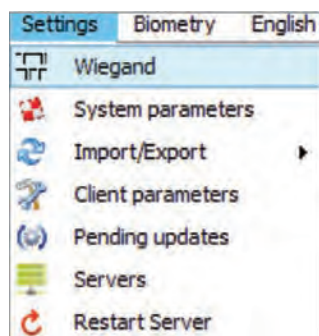 Settings Biometry English
Wiegand
System parameters
Import/Export
Client parameters
Pending updates
Servers
Restart Server